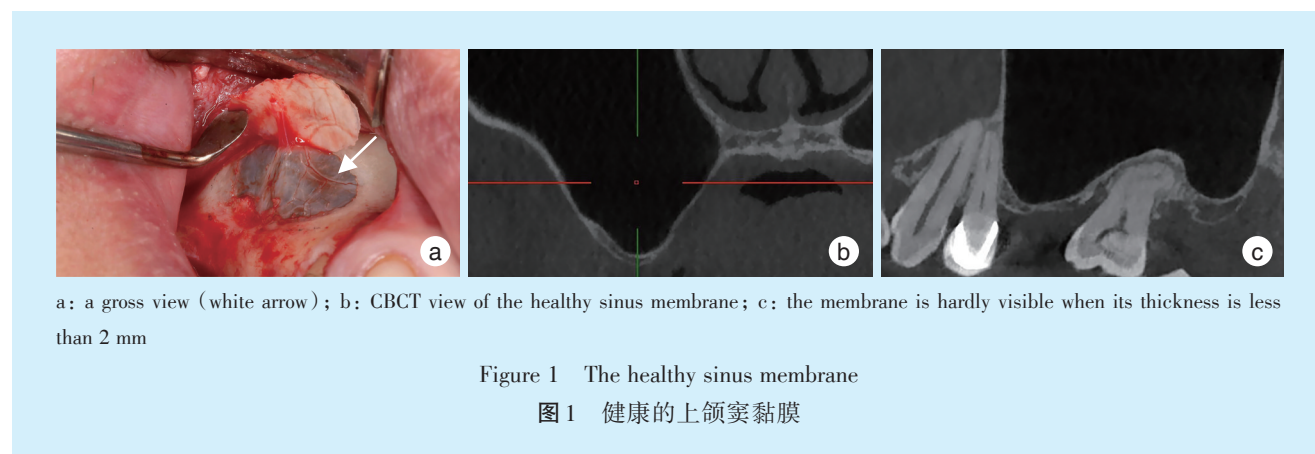 a
b
c
a: a gross view (white arrow); b: CBCT view of the healthy sinus membrane; c: the membrane is hardly visible when its thickness is less
than 2 mm
Figure 1 The healthy sinus membrane
图1 健康的上颌窦黏膜